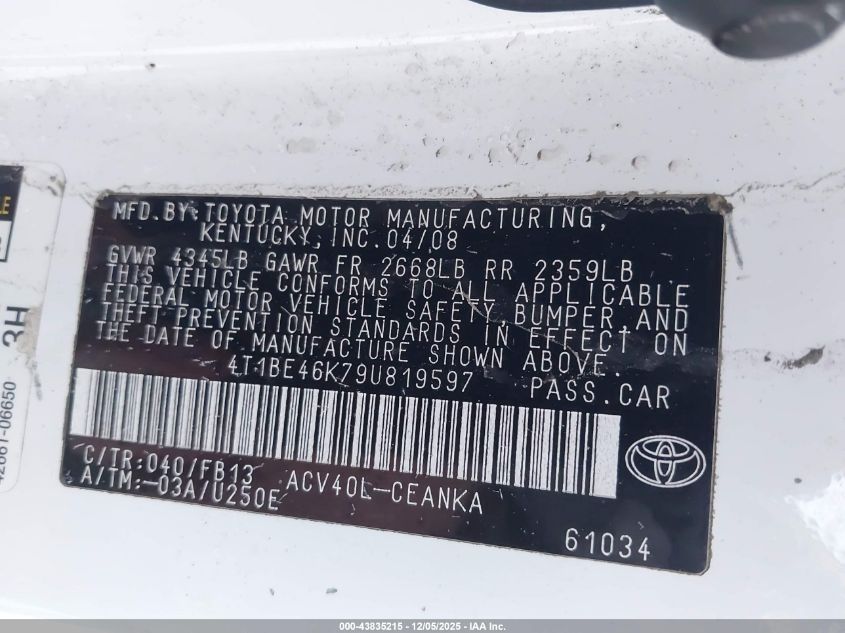 MFD.BY TOYOTA MOTOR MANUFACTURING,
KENTUCKY, INC. 04/08
GVWR 4345LB GAWR FR 2668LB RR 2359LB
THIS VEHICLE CONFORMS TO ALL APPLICABLE
FEDERAL MOTOR VEHICLE SAFETY, BUMPER, AND
THEFT PREVENTION STANDARDS IN EFFECT ON
THE DATE OF MANUFACTURE SHOWN ABOVE.
4T1BE46K79U819597 PASS.CAR
C/TR:040/FB13 ACV40L-CEANKA
A/TM:-03A/U250E
61034
3H
42661-06650
000-43835215 - 12/05/2025 - IAA Inc.